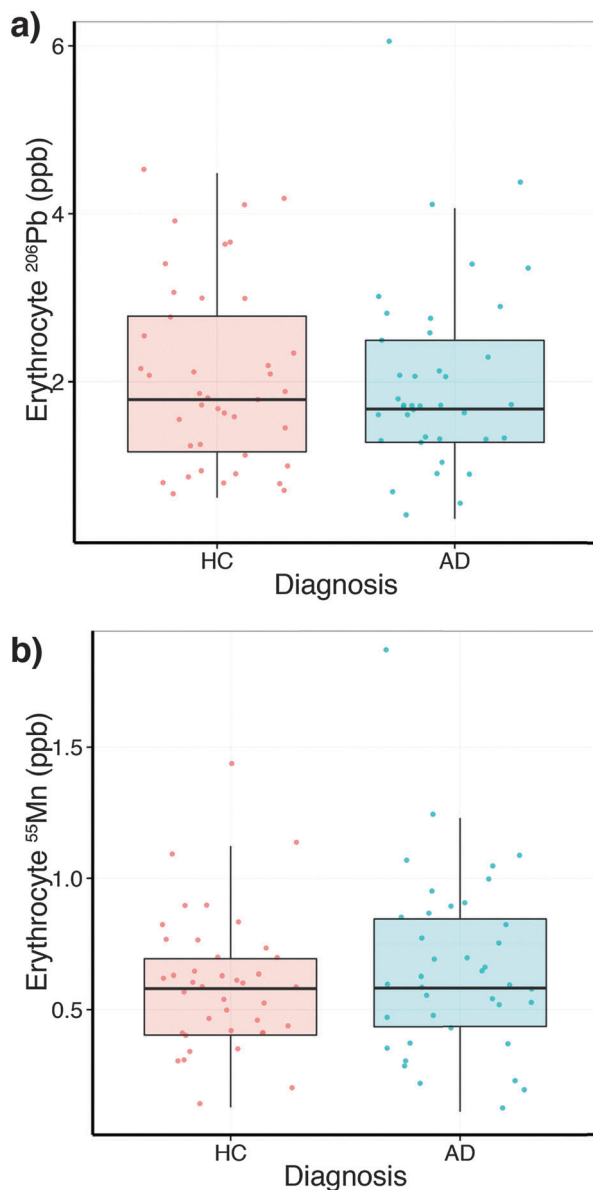 a)
Erythrocyte ²⁰⁶Pb (ppb)
6
4
2
HC
AD
Diagnosis
b)
Erythrocyte ⁵⁵Mn (ppb)
1.5
1.0
0.5
HC
AD
Diagnosis